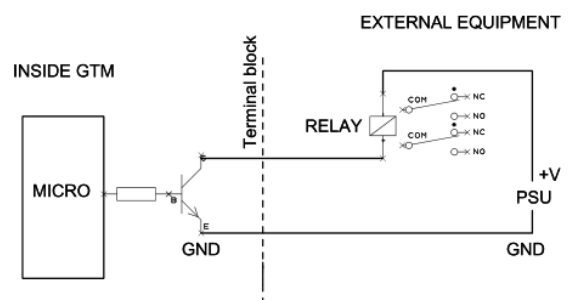 EXTERNAL EQUIPMENT
INSIDE GTM
Terminal block
COM
NC
NO
RELAY
COM
NC
NO
MICRO
B
E
+V
PSU
GND
GND